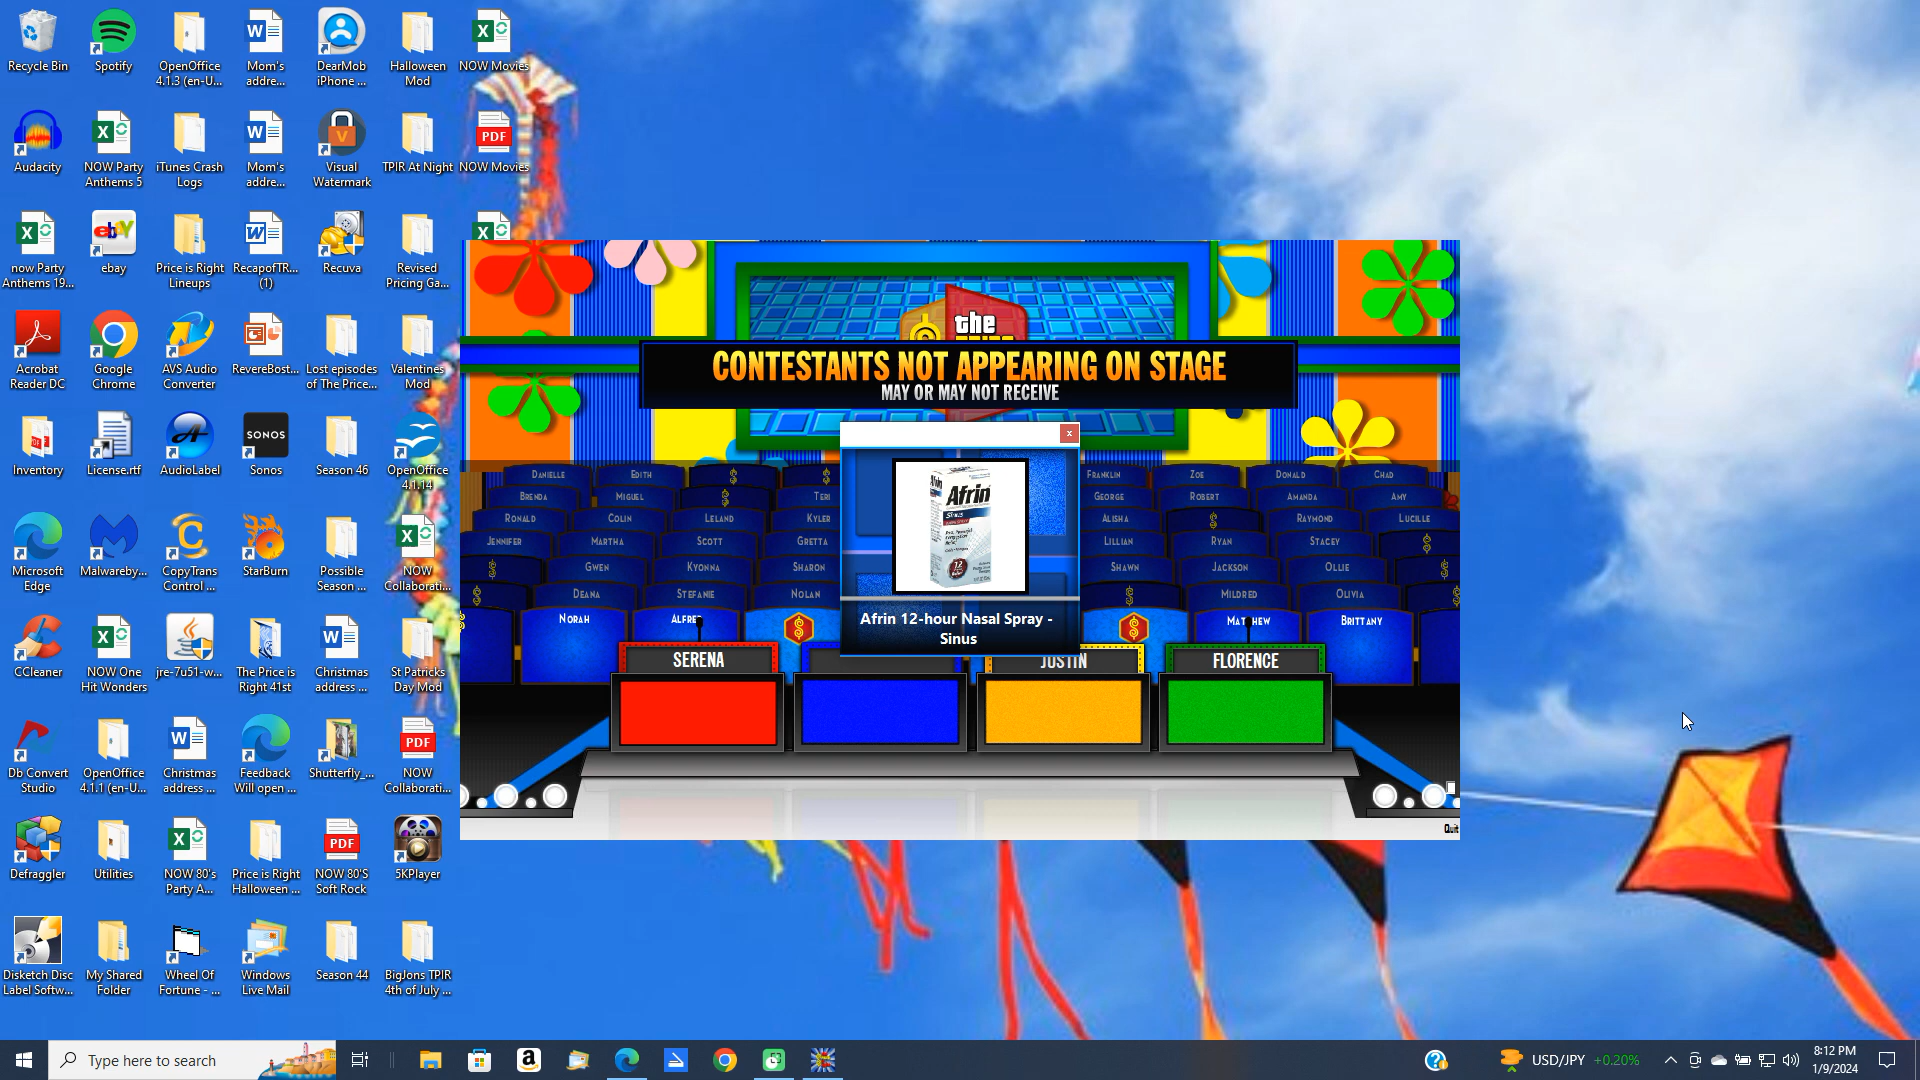 Recycle Bin
Spotify
OpenOffice
4.1.3 (en-U...
Mom's
addre...
DearMob
iPhone ...
Halloween
Mod
NOW Movies
Audacity
NOW Party
Anthems 5
iTunes Crash
Logs
Mom's
addre...
Visual
Watermark
TPIR At Night
PDF
NOW Movies
now Party
Anthems 19...
ebay
Price is Right
Lineups
RecapofTR...
(1)
Recuva
Revised
Pricing Ga...
Acrobat
Reader DC
Google
Chrome
AVS Audio
Converter
RevereBost...
Lost episodes
of The Price...
Valentines
Mod
Inventory
License.rtf
AudioLabel
SONOS
Sonos
Season 46
OpenOffice
4.1.14
Microsoft
Edge
Malwareby...
CopyTrans
Control ...
StarBurn
Possible
Season ...
NOW
Collaborati...
CCleaner
NOW One
Hit Wonders
jre-7u51-w...
The Price is
Right 41st
Christmas
address ...
St Patricks
Day Mod
Db Convert
Studio
OpenOffice
4.1.1 (en-U...
Christmas
address ...
Feedback
Will open ...
Shutterfly_...
PDF
NOW
Collaborati...
Defraggler
Utilities
NOW 80's
Party A...
Price is Right
Halloween ...
PDF
NOW 80'S
Soft Rock
5KPlayer
Disketch Disc
Label Softw...
My Shared
Folder
Wheel Of
Fortune - ...
Windows
Live Mail
Season 44
BigJons TPIR
4th of July ...
the
CONTESTANTS NOT APPEARING ON STAGE
MAY OR MAY NOT RECEIVE
x
DANIELLE EDITH FRANKLIN ZOE DONALD CHAD
BRENDA MIGUEL TERI GEORGE ROBERT AMANDA AMY
RONALD COLIN LELAND KYLER ALISHA RAYMOND LUCILLE
JENNIFER MARTHA SCOTT GRETTA LILLIAN RYAN STACEY
GWEN KYONNA SHARON SHAWN JACKSON OLLIE
DEANA STEFANIE NOLAN MILDRED OLIVIA
NORAH ALFRE MATTHEW BRITTANY
Afrin
Sinus
12
Afrin 12-hour Nasal Spray -
Sinus
SERENA JUSTIN FLORENCE
Quit
Type here to search
USD/JPY +0.20%
8:12 PM
1/9/2024